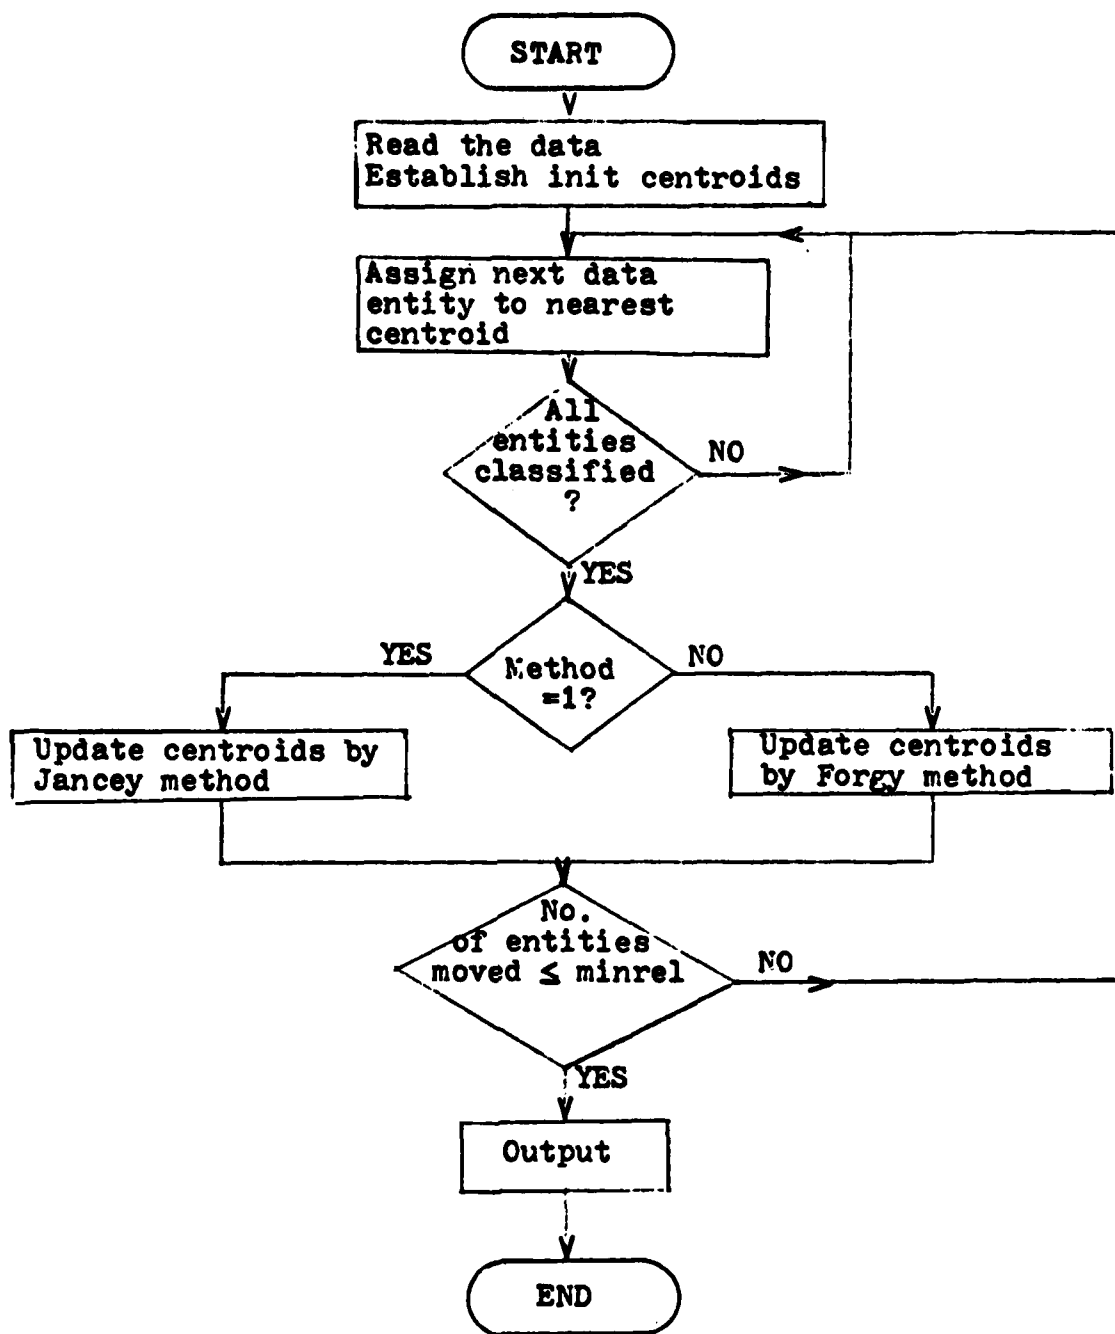 START
Read the data
Establish init centroids
Assign next data
entity to nearest
centroid
All
entities
classified
?
NO
YES
YES
Method
=1?
NO
Update centroids by
Jancey method
Update centroids
by Forgy method
No.
of entities
moved ≤ minrel
NO
YES
Output
END